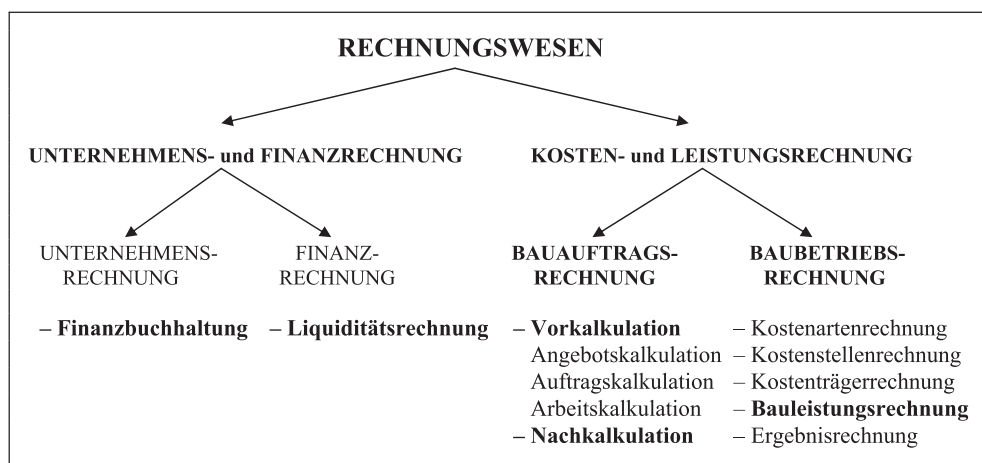 RECHNUNGSWESEN
UNTERNEHMENS- und FINANZRECHNUNG
KOSTEN- und LEISTUNGSRECHNUNG
UNTERNEHMENS-
RECHNUNG
FINANZ-
RECHNUNG
BAUAUFTRAGS-
RECHNUNG
BAUBETRIEBS-
RECHNUNG
– Finanzbuchhaltung
– Liquiditätsrechnung
– Vorkalkulation
Angebotskalkulation
Auftragskalkulation
Arbeitskalkulation
– Nachkalkulation
– Kostenartenrechnung
– Kostenstellenrechnung
– Kostenträgerrechnung
– Bauleistungsrechnung
– Ergebnisrechnung